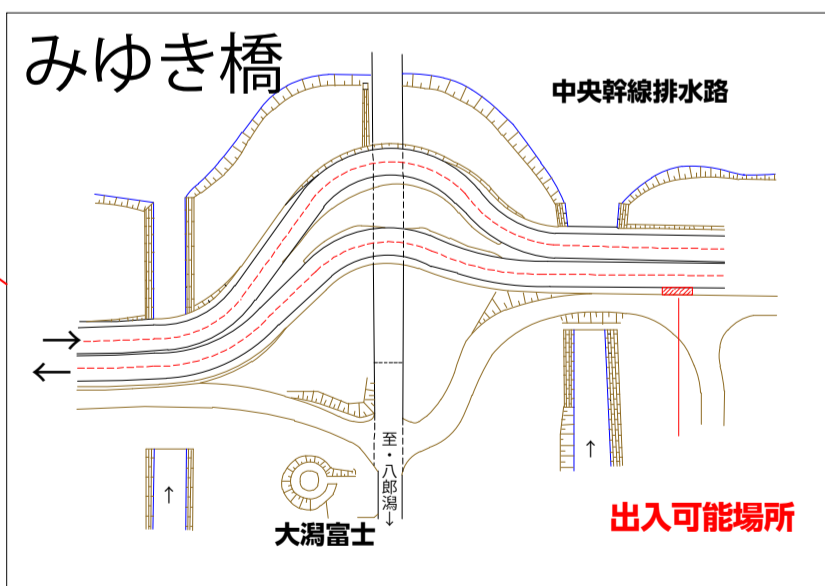 みゆき橋
中央幹線排水路
→
←
至・八郎潟→
↑
↑
大潟富士
出入可能場所